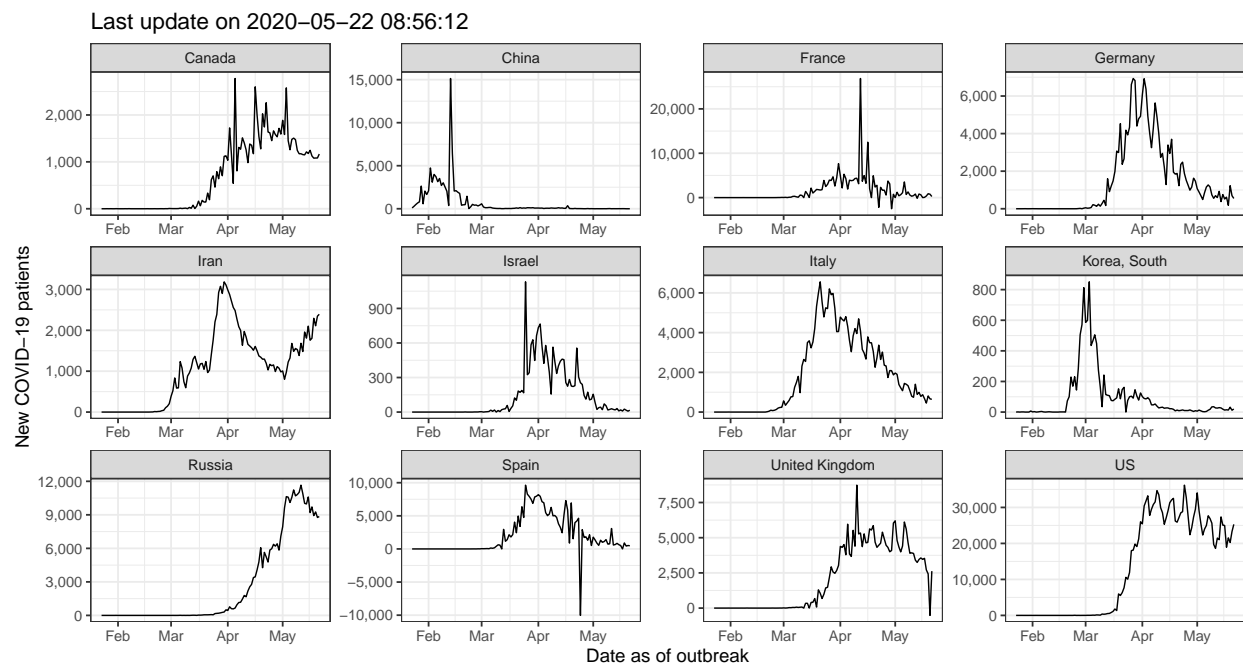 Last update on 2020−05−22 08:56:12
Canada
China
France
Germany
2,000
1,000
0
15,000
10,000
5,000
0
20,000
10,000
0
6,000
4,000
2,000
0
Feb Mar Apr May
Feb Mar Apr May
Feb Mar Apr May
Feb Mar Apr May
Iran
Israel
Italy
Korea, South
3,000
2,000
1,000
0
900
600
300
0
6,000
4,000
2,000
0
800
600
400
200
0
Feb Mar Apr May
Feb Mar Apr May
Feb Mar Apr May
Feb Mar Apr May
New COVID−19 patients
Russia
Spain
United Kingdom
US
12,000
9,000
6,000
3,000
0
10,000
5,000
0
−5,000
−10,000
7,500
5,000
2,500
0
30,000
20,000
10,000
0
Feb Mar Apr May
Feb Mar Apr May
Feb Mar Apr May
Feb Mar Apr May
Date as of outbreak